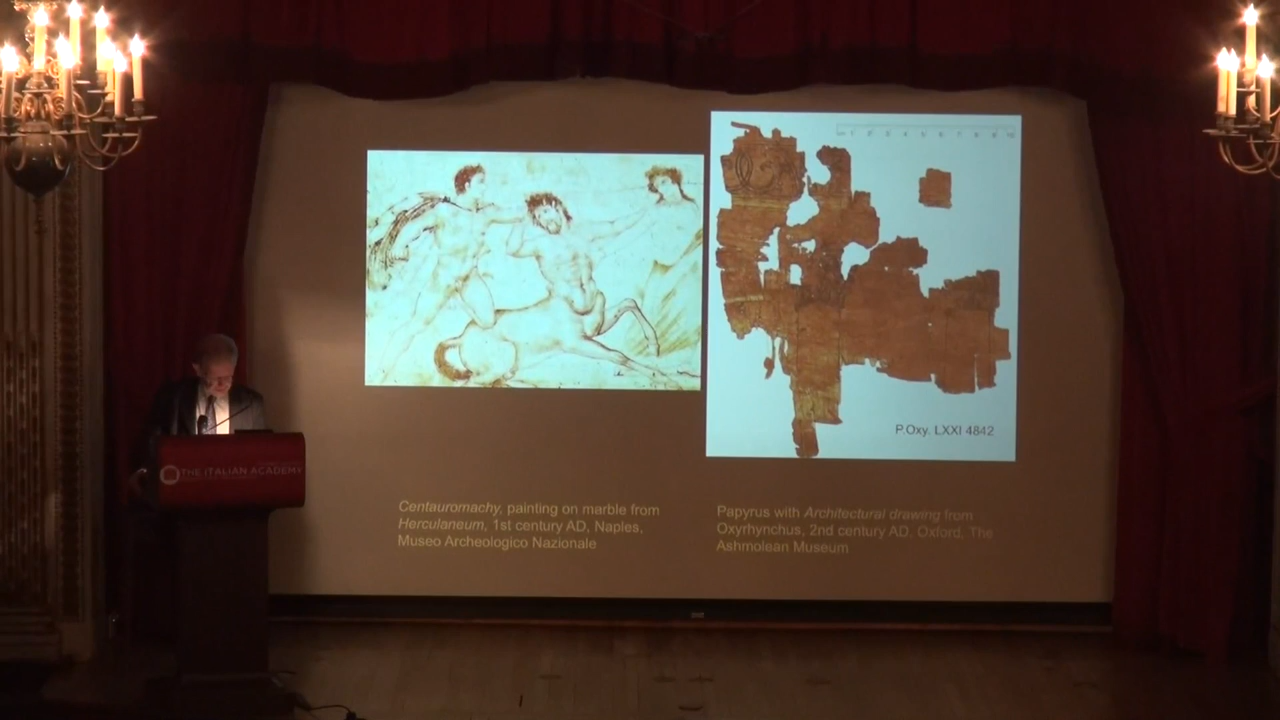 THE ITALIAN ACADEMY
P.Oxy. LXXI 4842
Centauromachy, painting on marble from
Herculaneum, 1st century AD, Naples,
Museo Archeologico Nazionale
Papyrus with Architectural drawing from
Oxyrhynchus, 2nd century AD, Oxford, The
Ashmolean Museum